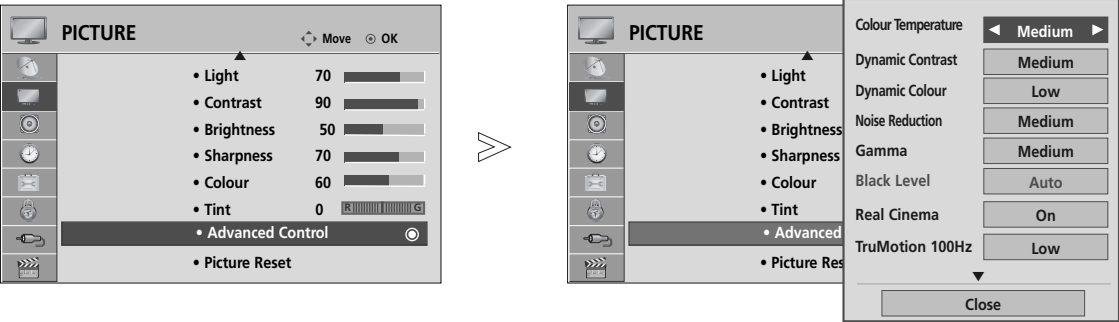 PICTURE
Move ⊙ OK
• Light 70
• Contrast 90
• Brightness 50
• Sharpness 70
• Colour 60
• Tint 0 R G
• Advanced Control
• Picture Reset
PICTURE
• Light
• Contrast
• Brightness
• Sharpness
• Colour
• Tint
• Advanced
• Picture Res
Colour Temperature ◀ Medium ▶
Dynamic Contrast Medium
Dynamic Colour Low
Noise Reduction Medium
Gamma Medium
Black Level Auto
Real Cinema On
TruMotion 100Hz Low
Close